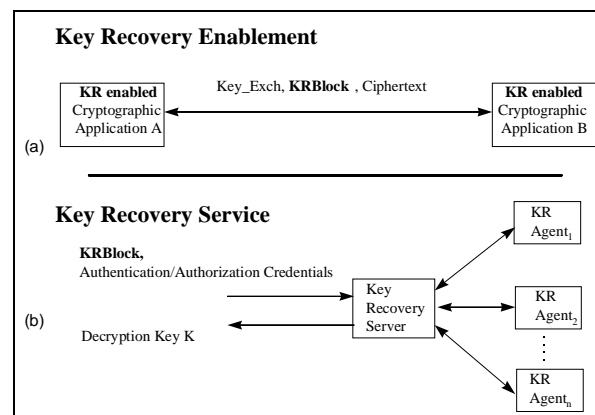 Key Recovery Enablement
KR enabled
Cryptographic
Application A
Key_Exch, KRBlock , Ciphertext
KR enabled
Cryptographic
Application B
(a)
Key Recovery Service
KRBlock,
Authentication/Authorization Credentials
Decryption Key K
(b)
Key
Recovery
Server
KR
Agent1
KR
Agent2
KR
Agentn